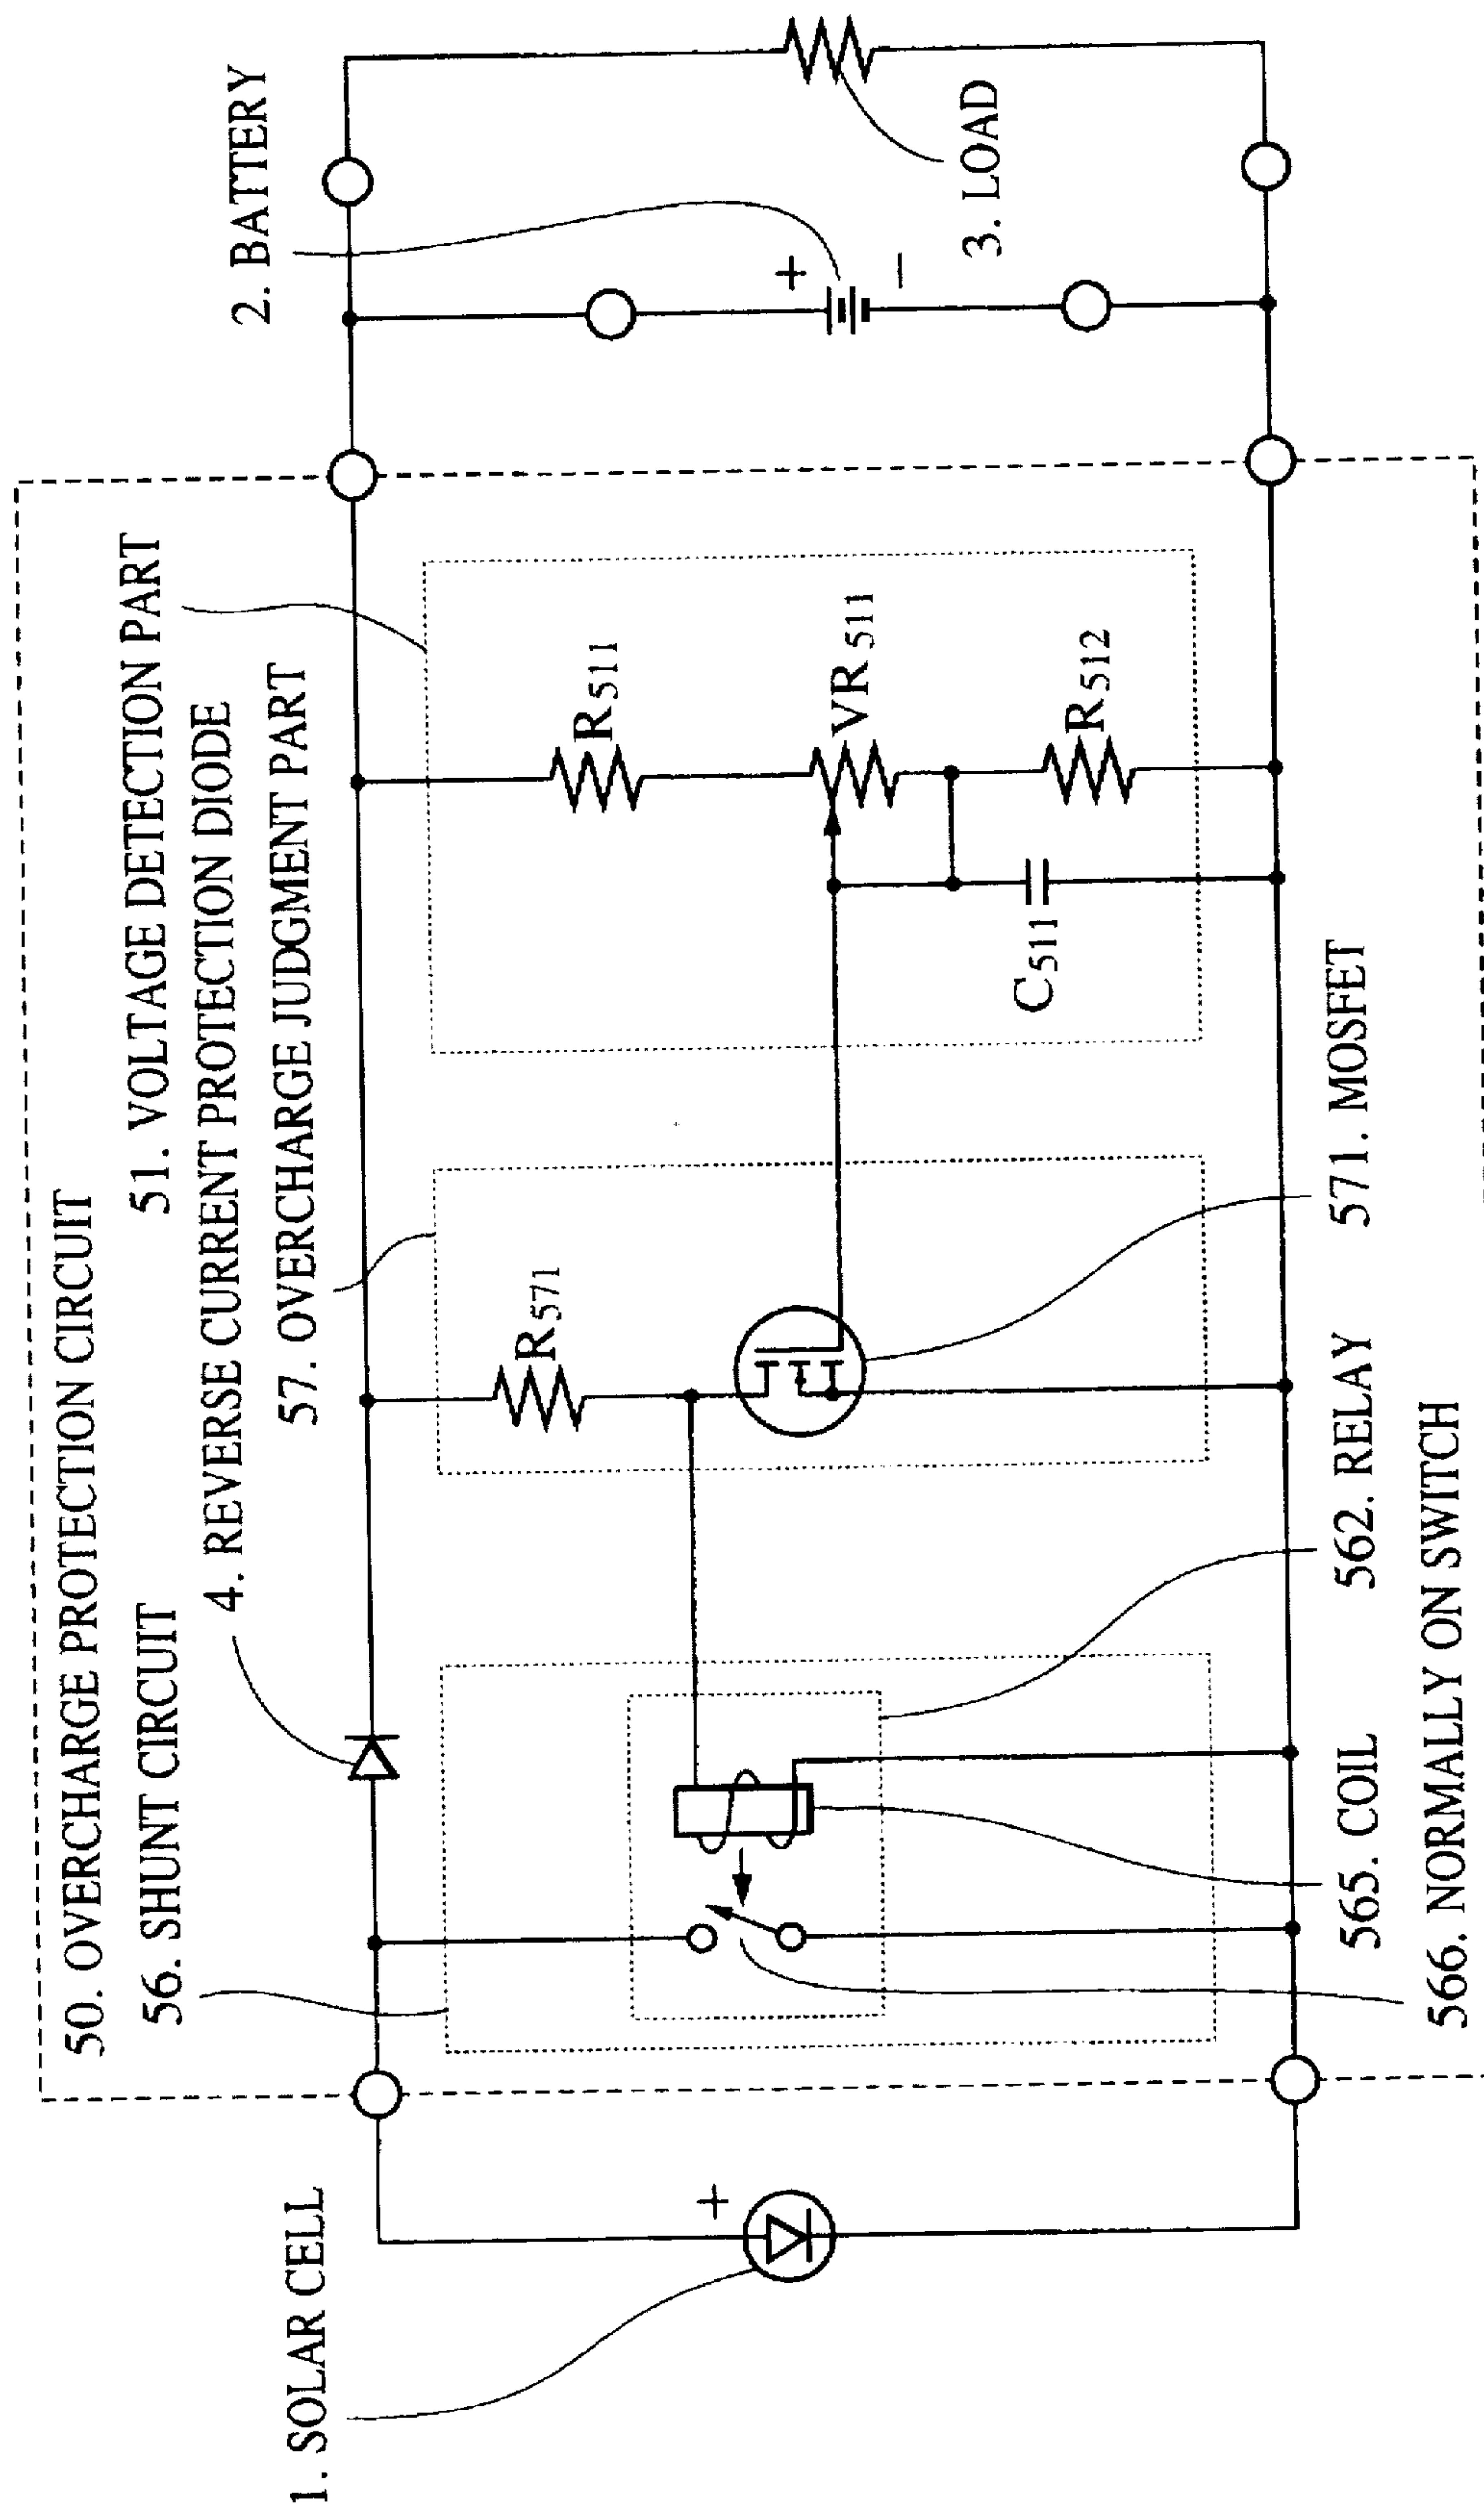 50. OVERCHARGE PROTECTION CIRCUIT
56. SHUNT CIRCUIT
51. VOLTAGE DETECTION PART
4. REVERSE CURRENT PROTECTION DIODE
57. OVERCHARGE JUDGMENT PART
2. BATTERY
1. SOLAR CELL
+
R571
R511
VR511
R512
C511
+
−
3. LOAD
571. MOSFET
562. RELAY
565. COIL
566. NORMALLY ON SWITCH